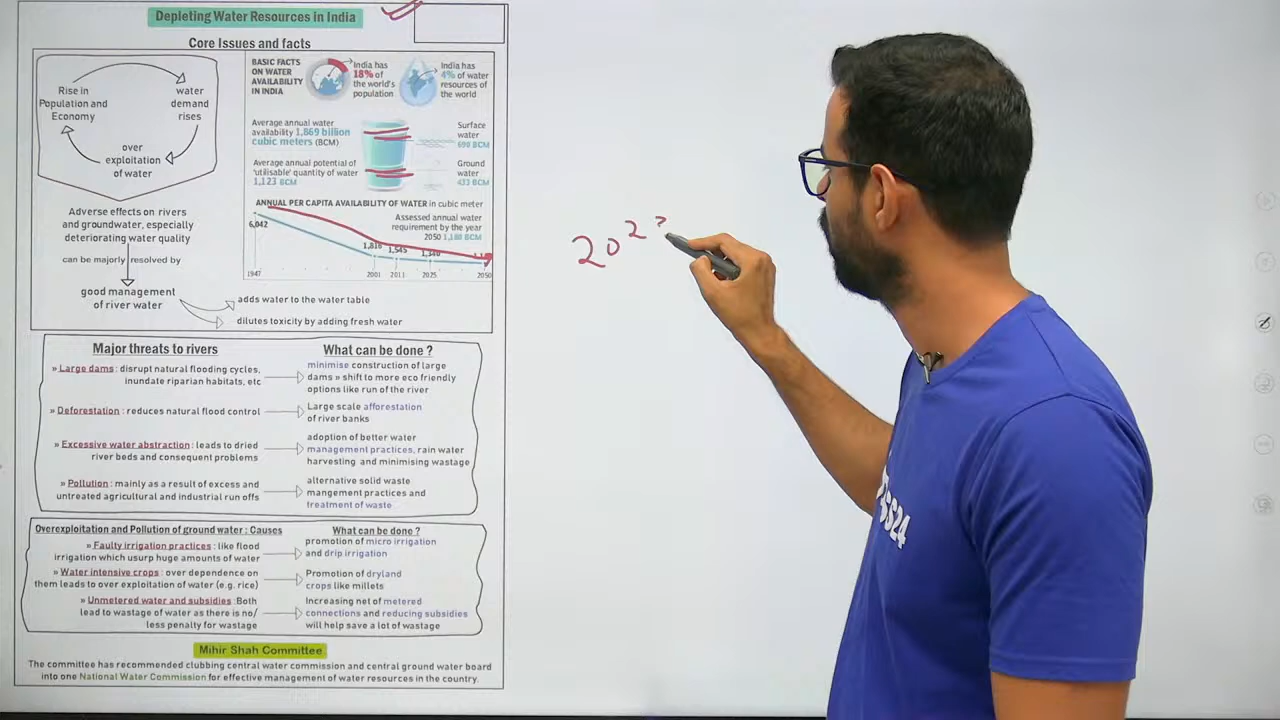 Depleting Water Resources in India
Core Issues and facts
Rise in
Population and
Economy
water
demand
rises
over
exploitation
of water
Adverse effects on rivers
and groundwater, especially
deteriorating water quality
can be majorly resolved by
good management
of river water
adds water to the water table
dilutes toxicity by adding fresh water
BASIC FACTS
ON WATER
AVAILABILITY
IN INDIA
India has
18% of
the world's
population
India has
4% of water
resources of
the world
Average annual water
availability 1,869 billion
cubic meters (BCM)
Surface
water
690 BCM
Average annual potential of
'utilisable' quantity of water
1,123 BCM
Ground
water
433 BCM
ANNUAL PER CAPITA AVAILABILITY OF WATER in cubic meter
Assessed annual water
requirement by the year
2050 1,180 BCM
6,042
1,816
1,545
1,340
1947
2001
2011
2025
2050
Major threats to rivers
What can be done ?
» Large dams : disrupt natural flooding cycles,
inundate riparian habitats, etc
minimise construction of large
dams » shift to more eco friendly
options like run of the river
» Deforestation : reduces natural flood control
Large scale afforestation
of river banks
» Excessive water abstraction : leads to dried
river beds and consequent problems
adoption of better water
management practices, rain water
harvesting and minimising wastage
» Pollution : mainly as a result of excess and
untreated agricultural and industrial run offs
alternative solid waste
mangement practices and
treatment of waste
Overexploitation and Pollution of ground water : Causes
What can be done ?
» Faulty irrigation practices : like flood
irrigation which usurp huge amounts of water
promotion of micro irrigation
and drip irrigation
» Water intensive crops : over dependence on
them leads to over exploitation of water (e.g. rice)
Promotion of dryland
crops like millets
» Unmetered water and subsidies : Both
lead to wastage of water as there is no/
less penalty for wastage
Increasing net of metered
connections and reducing subsidies
will help save a lot of wastage
Mihir Shah Committee
The committee has recommended clubbing central water commission and central ground water board
into one National Water Commission for effective management of water resources in the country.
202